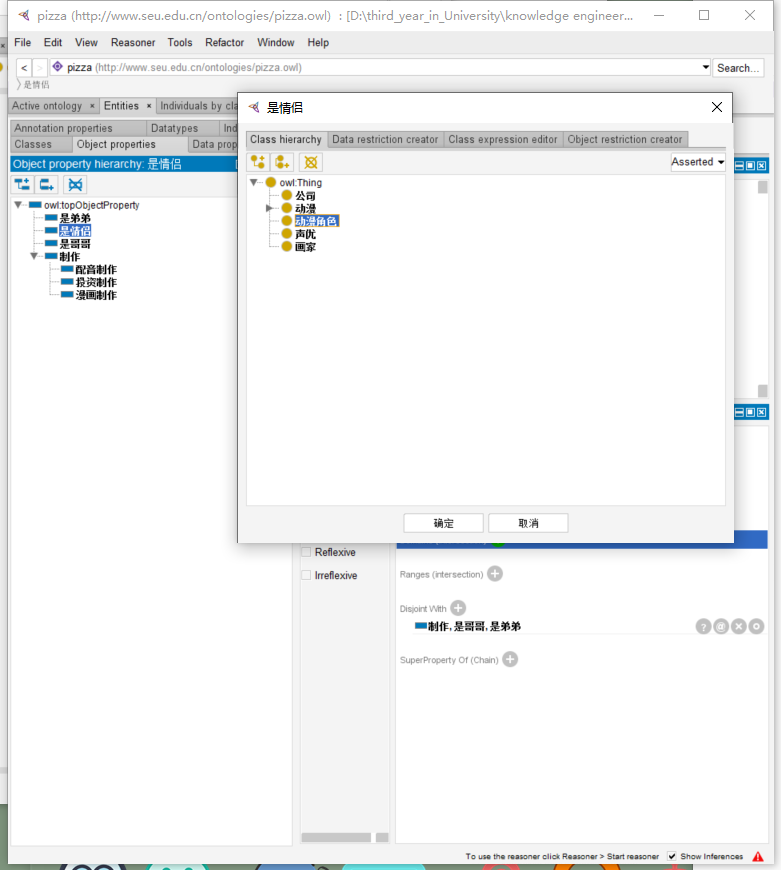 pizza (http://www.seu.edu.cn/ontologies/pizza.owl) : [D:\third_year_in_University\knowledge engineer...
File Edit View Reasoner Tools Refactor Window Help
< > pizza (http://www.seu.edu.cn/ontologies/pizza.owl) Search...
〉是情侣
Active ontology × Entities × Individuals by cla
Annotation properties Datatypes Ind
Classes Object properties Data prop
Object property hierarchy: 是情侣
owl:topObjectProperty
是弟弟
是情侣
是哥哥
制作
配音制作
投资制作
漫画制作
是情侣
Class hierarchy Data restriction creator Class expression editor Object restriction creator
Asserted
owl:Thing
公司
动漫
动漫角色
声优
画家
确定 取消
Reflexive
Irreflexive
Ranges (intersection)
Disjoint With
制作, 是哥哥, 是弟弟
SuperProperty Of (Chain)
To use the reasoner click Reasoner > Start reasoner Show Inferences